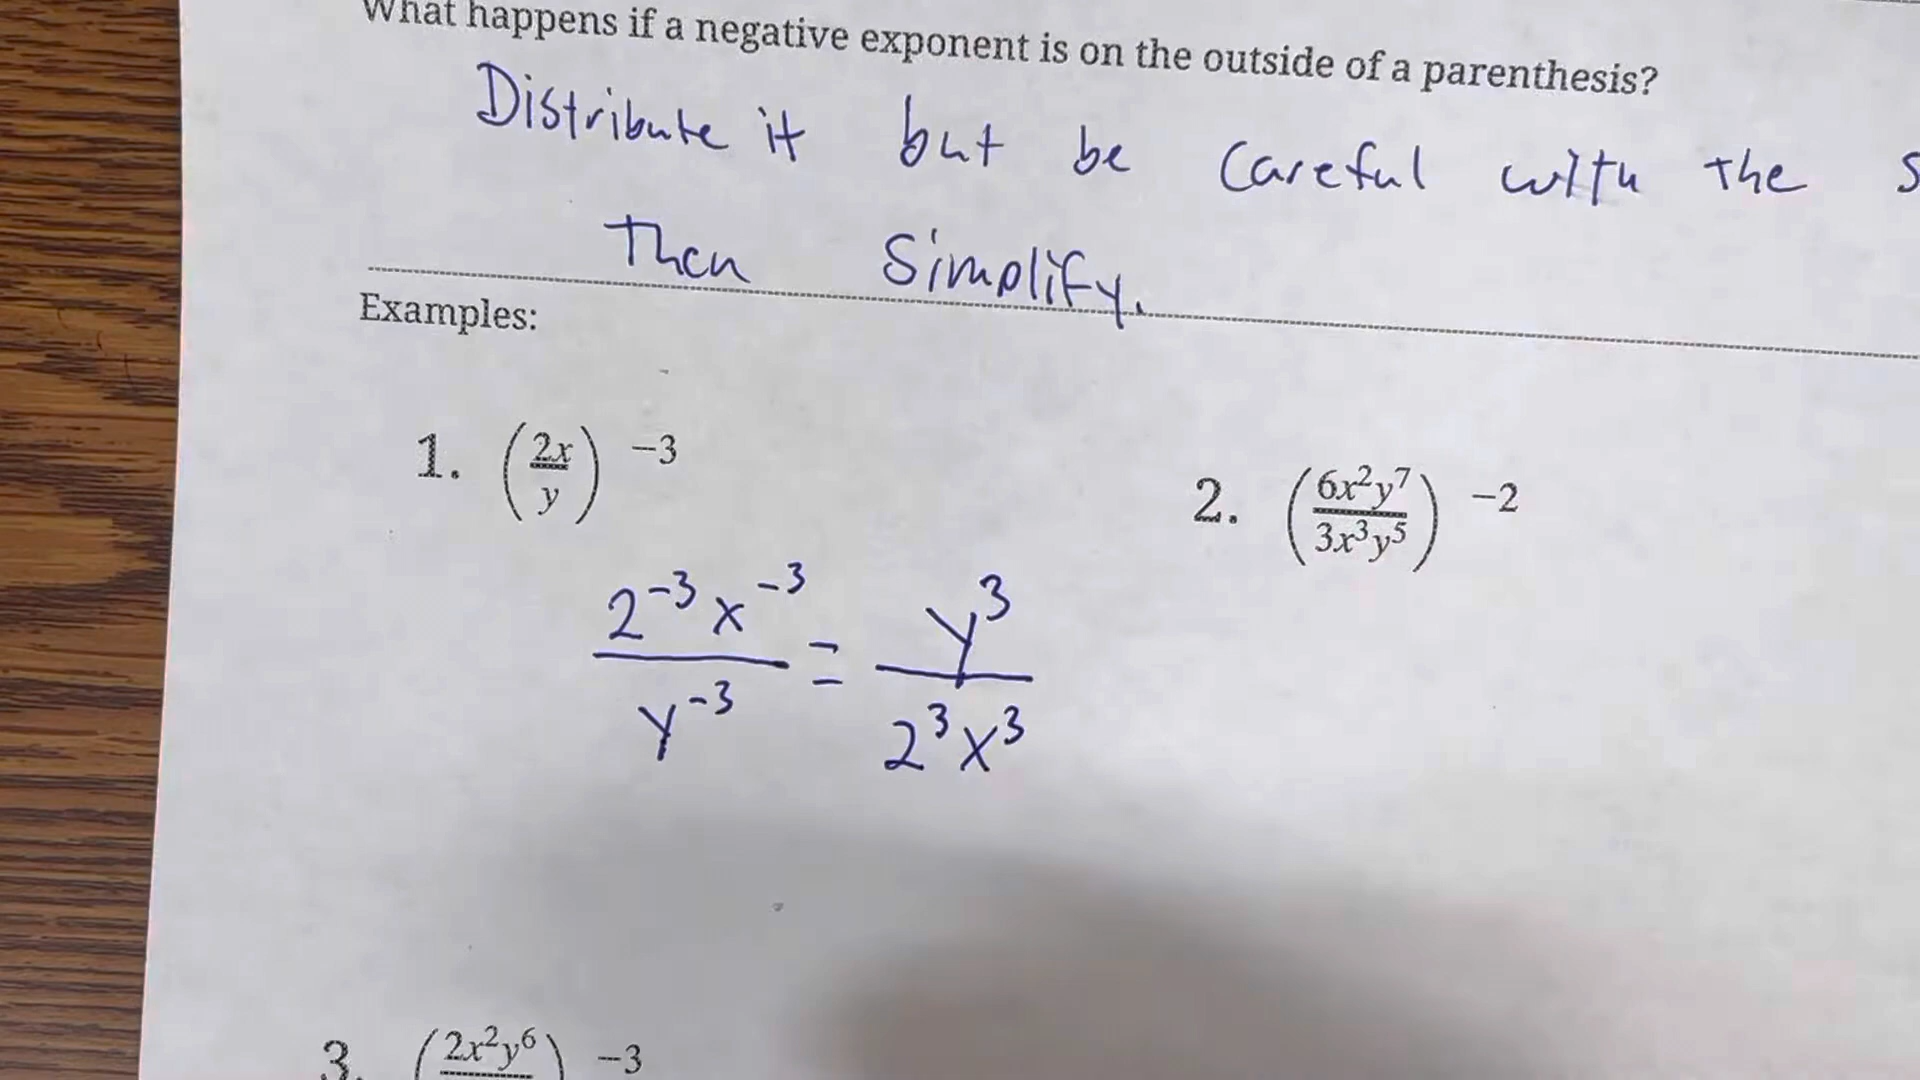 What happens if a negative exponent is on the outside of a parenthesis?
Distribute it but be careful with the
Then Simplify.
Examples:
1. (2x/y)^-3
2. (6x²y⁷/3x³y⁵)^-2
2^-3 x^-3 / y^-3 = y³ / 2³x³
3. (2x²y⁶ -3